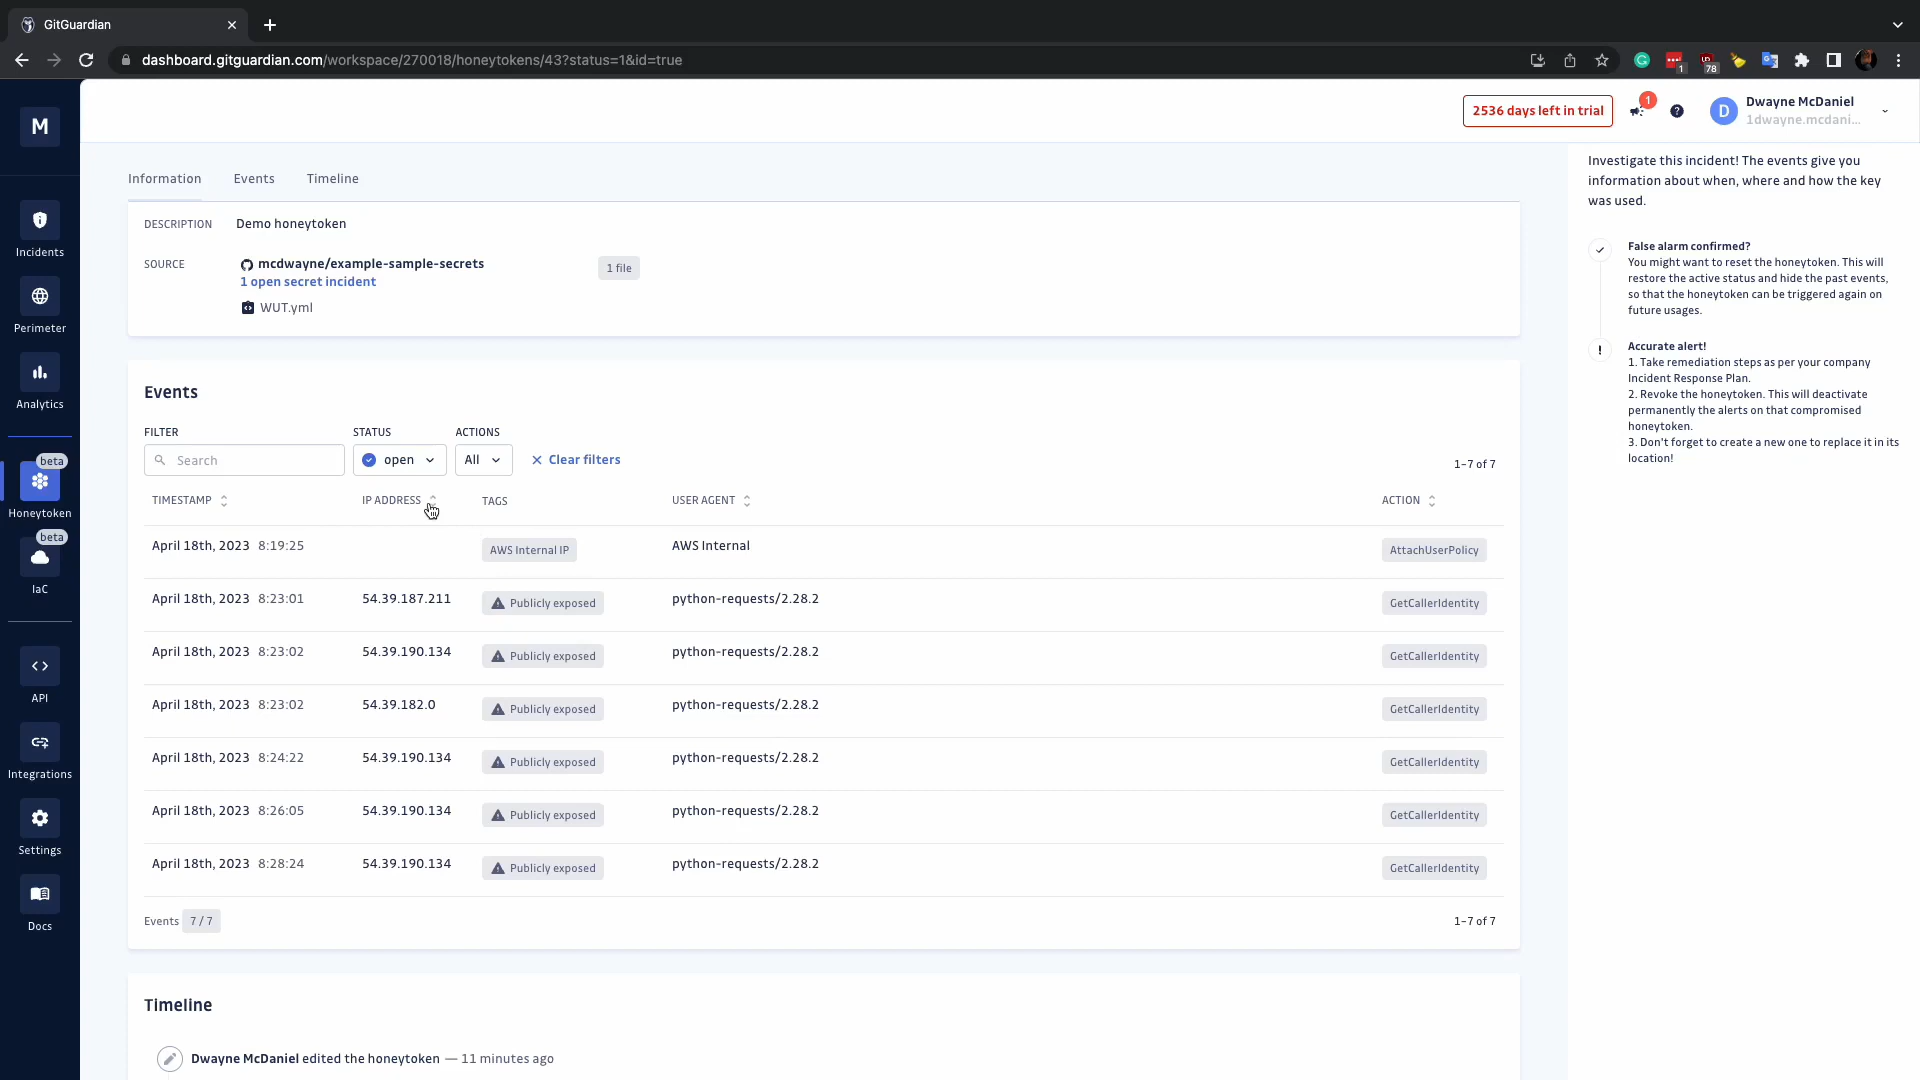 GitGuardian
dashboard.gitguardian.com/workspace/270018/honeytokens/43?status=1&id=true
1
78
M
2536 days left in trial
1
?
D
Dwayne McDaniel
1dwayne.mcdani...
Incidents
Perimeter
Analytics
beta
Honeytoken
beta
IaC
API
Integrations
Settings
Docs
Information Events Timeline
DESCRIPTION Demo honeytoken
SOURCE mcdwayne/example-sample-secrets 1 file
1 open secret incident
WUT.yml
Events
FILTER STATUS ACTIONS
Search open All Clear filters
1-7 of 7
TIMESTAMP IP ADDRESS TAGS USER AGENT ACTION
April 18th, 2023 8:19:25 AWS Internal IP AWS Internal AttachUserPolicy
April 18th, 2023 8:23:01 54.39.187.211 Publicly exposed python-requests/2.28.2 GetCallerIdentity
April 18th, 2023 8:23:02 54.39.190.134 Publicly exposed python-requests/2.28.2 GetCallerIdentity
April 18th, 2023 8:23:02 54.39.182.0 Publicly exposed python-requests/2.28.2 GetCallerIdentity
April 18th, 2023 8:24:22 54.39.190.134 Publicly exposed python-requests/2.28.2 GetCallerIdentity
April 18th, 2023 8:26:05 54.39.190.134 Publicly exposed python-requests/2.28.2 GetCallerIdentity
April 18th, 2023 8:28:24 54.39.190.134 Publicly exposed python-requests/2.28.2 GetCallerIdentity
Events 7 / 7 1-7 of 7
Timeline
Dwayne McDaniel edited the honeytoken — 11 minutes ago
Investigate this incident! The events give you
information about when, where and how the key
was used.
False alarm confirmed?
You might want to reset the honeytoken. This will
restore the active status and hide the past events,
so that the honeytoken can be triggered again on
future usages.
!
Accurate alert!
1. Take remediation steps as per your company
Incident Response Plan.
2. Revoke the honeytoken. This will deactivate
permanently the alerts on that compromised
honeytoken.
3. Don't forget to create a new one to replace it in its
location!